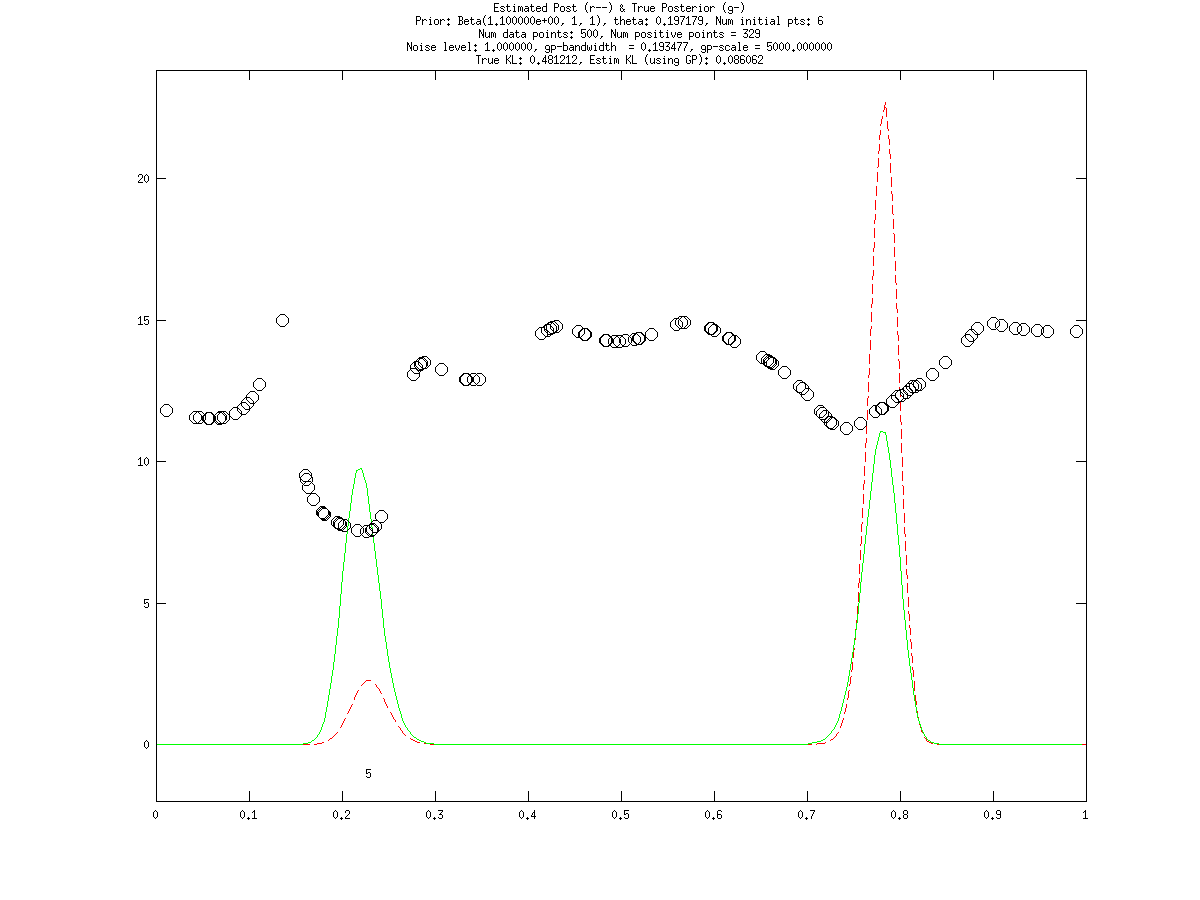 Estimated Post (r--) & True Posterior (g-)
Prior: Beta(1.100000e+00, 1, 1), theta: 0.197179, Num initial pts: 6
Num data points: 500, Num positive points = 329
Noise level: 1.000000, gp-bandwidth  = 0.193477, gp-scale = 5000.000000
True KL: 0.481212, Estim KL (using GP): 0.086062
20
15
10
5
0
5
0 0.1 0.2 0.3 0.4 0.5 0.6 0.7 0.8 0.9 1